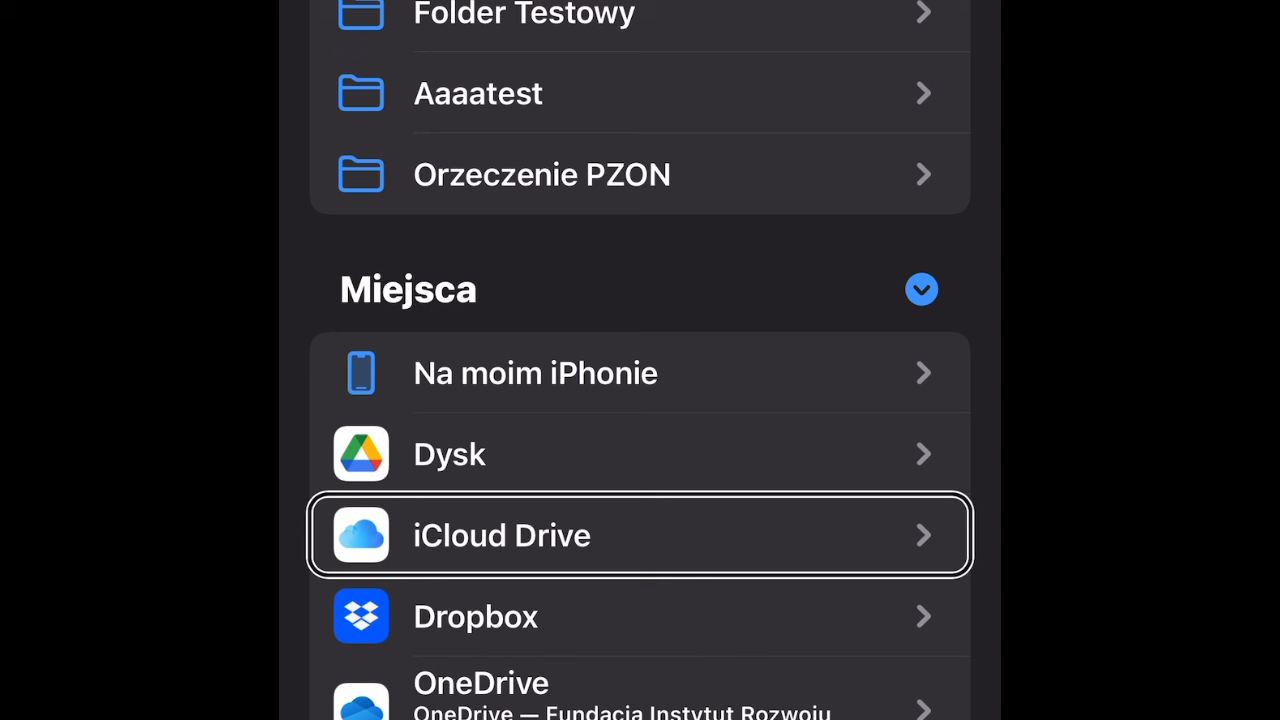 Folder Testowy
Aaaatest
Orzeczenie PZON
Miejsca
Na moim iPhonie
Dysk
iCloud Drive
Dropbox
OneDrive
OneDrive — Fundacja Instytut Rozwoju